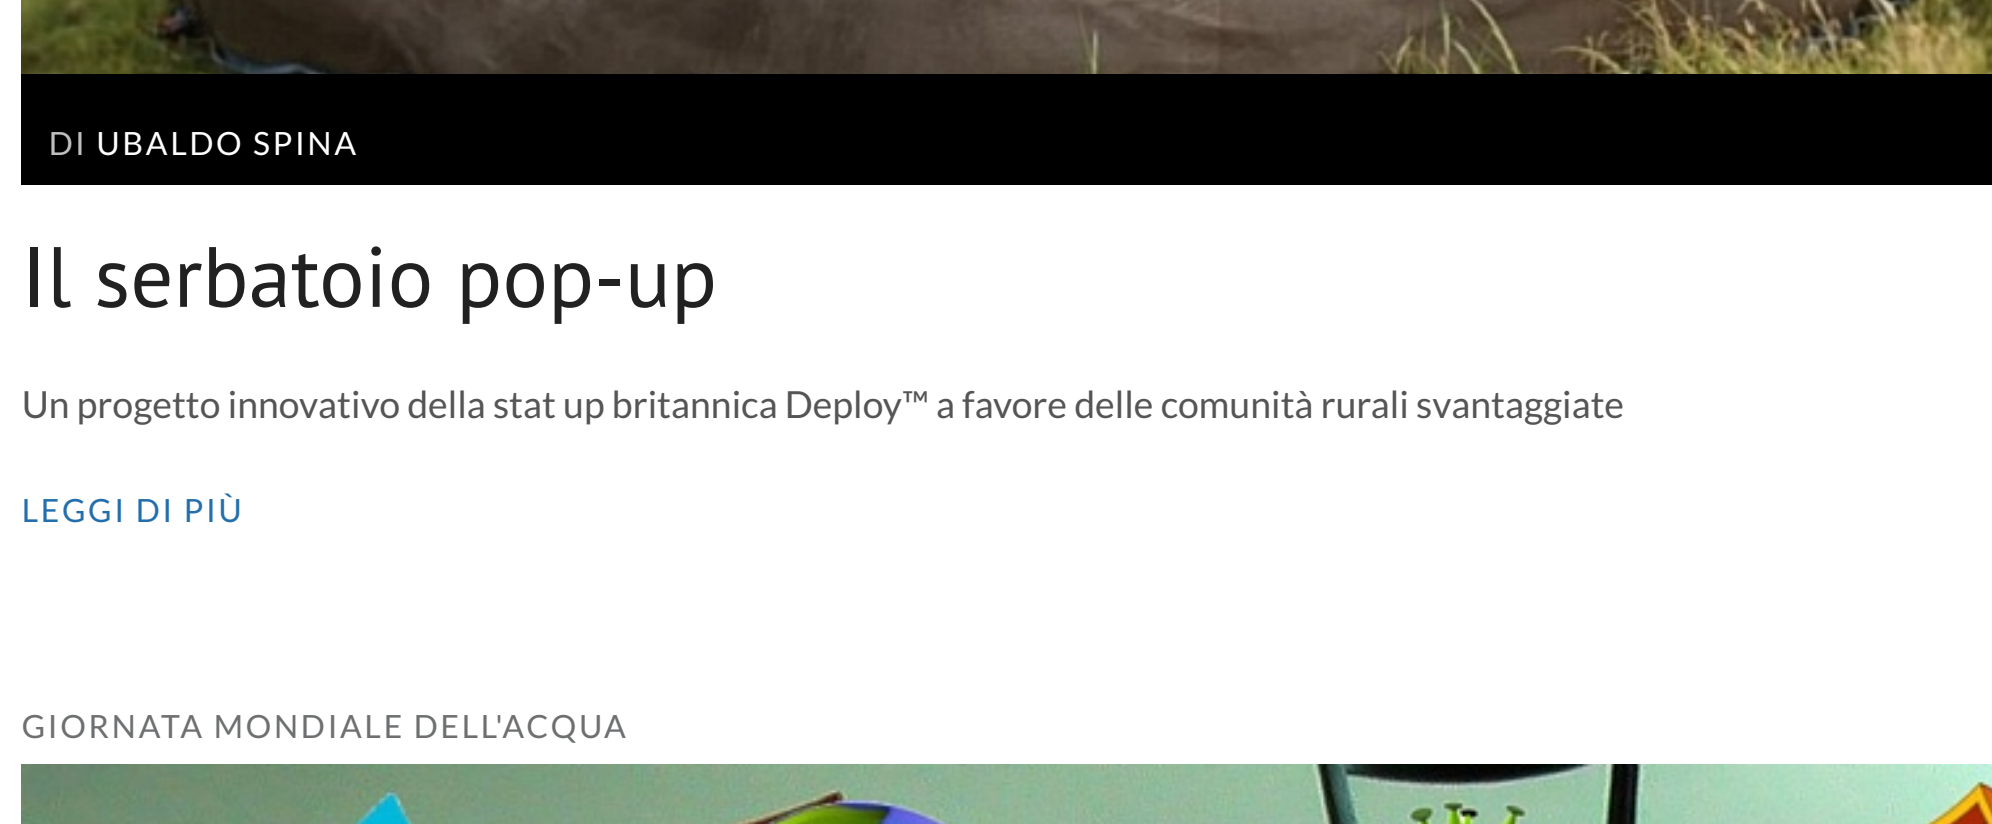 DI UBALDO SPINA
Il serbatoio pop-up
Un progetto innovativo della stat up britannica Deploy™ a favore delle comunità rurali svantaggiate
LEGGI DI PIÙ
GIORNATA MONDIALE DELL'ACQUA